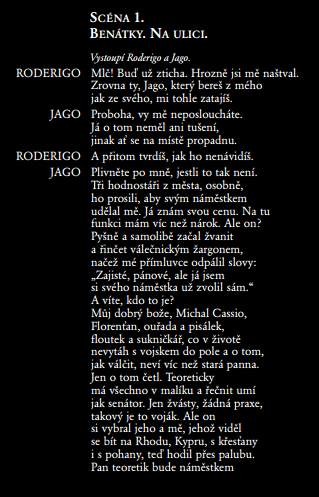 SCÉNA 1.
BENÁTKY. NA ULICI.
Vystoupí Roderigo a Jago.
RODERIGO Mlč! Buď už zticha. Hrozně jsi mě naštval.
Zrovna ty, Jago, který bereš z mého
jak ze svého, mi tohle zatajíš.
JAGO Proboha, vy mě neposloucháte.
Já o tom neměl ani tušení,
jinak ať se na místě propadnu.
RODERIGO A přitom tvrdíš, jak ho nenávidíš.
JAGO Plivněte po mně, jestli to tak není.
Tři hodnostáři z města, osobně,
ho prosili, aby svým náměstkem
udělal mě. Já znám svou cenu. Na tu
funkci mám víc než nárok. Ale on?
Pyšně a samolibě začal žvanit
a řinčet válečnickým žargonem,
načež mé přímluvce odpálil slovy:
„Zajisté, pánové, ale já jsem
si svého náměstka už zvolil sám.“
A víte, kdo to je?
Můj dobrý bože, Michal Cassio,
Florenťan, ouřada a pisálek,
floutek a sukničkář, co v životě
nevytáh s vojskem do pole a o tom,
jak válčit, neví víc než stará panna.
Jen o tom četl. Teoreticky
má všechno v malíku a řečnit umí
jak senátor. Jen žvásty, žádná praxe,
takový je to voják. Ale on
si vybral jeho a mě, jehož viděl
se bít na Rhodu, Kypru, s křesťany
i s pohany, teď hodil přes palubu.
Pan teoretik bude náměstkem